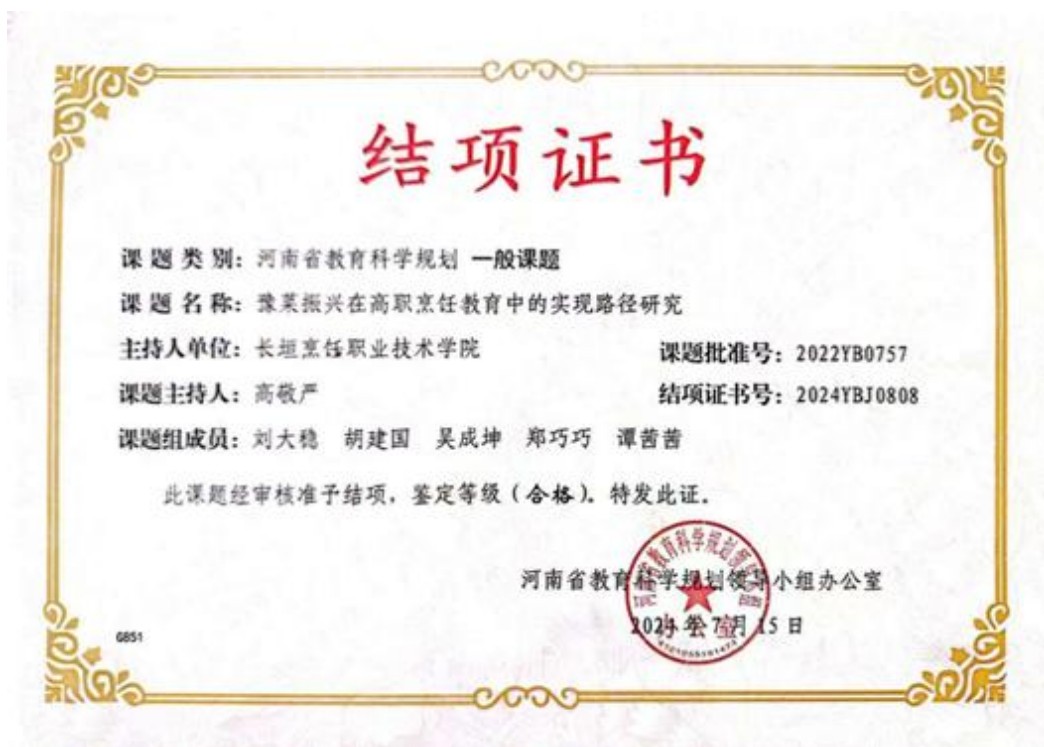 结项证书
课题类别：河南省教育科学规划 一般课题
课题名称：豫菜振兴在高职烹饪教育中的实现路径研究
主持人单位：长垣烹饪职业技术学院 课题批准号：2022YB0757
课题主持人：高敬严 结项证书号：2024YBJ0808
课题组成员：刘大稳 胡建国 吴成坤 郑巧巧 谭茜茜
此课题经审核准予结项，鉴定等级（合格）。特发此证。
河南省教育科学规划领导小组办公室
2024年7月15日
G851